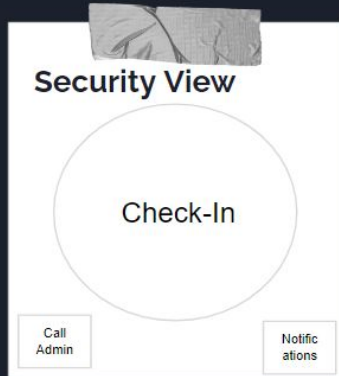 Security View
Check-In
Call
Admin
Notific
ations